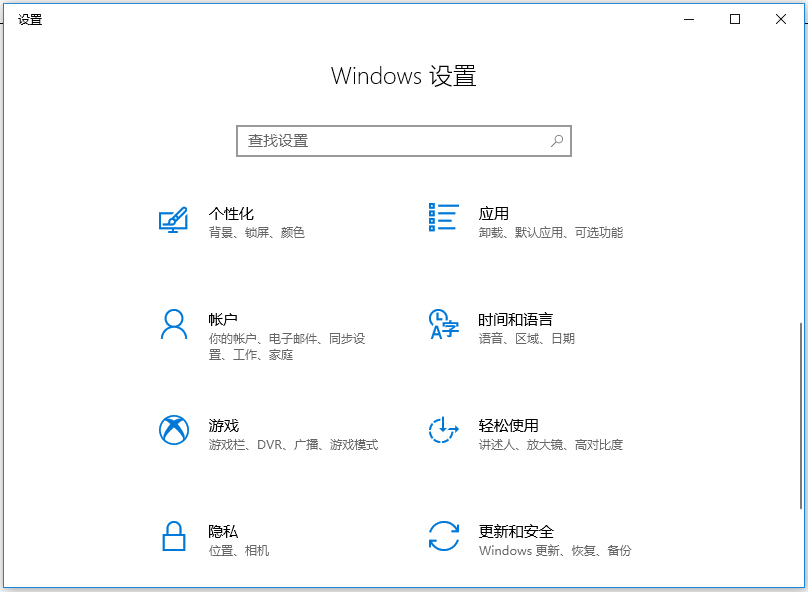 设置
Windows 设置
查找设置
个性化
背景、锁屏、颜色
应用
卸载、默认应用、可选功能
帐户
你的帐户、电子邮件、同步设
置、工作、家庭
时间和语言
语音、区域、日期
游戏
游戏栏、DVR、广播、游戏模式
轻松使用
讲述人、放大镜、高对比度
隐私
位置、相机
更新和安全
Windows 更新、恢复、备份